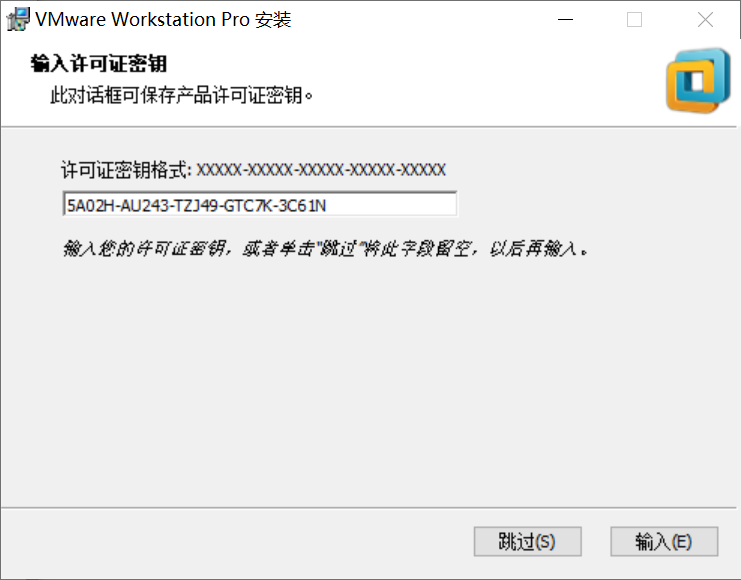 VMware Workstation Pro 安装
输入许可证密钥
此对话框可保存产品许可证密钥。
许可证密钥格式: XXXXX-XXXXX-XXXXX-XXXXX-XXXXX
5A02H-AU243-TZJ49-GTC7K-3C61N
输入您的许可证密钥，或者单击"跳过"将此字段留空，以后再输入。
跳过(S)
输入(E)